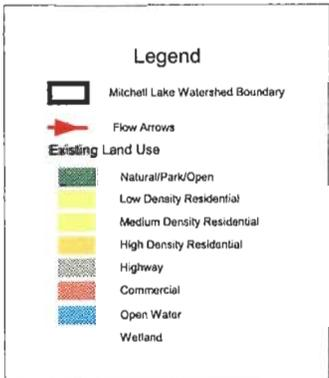 Legend
Mitchell Lake Watershed Boundary
Flow Arrows
Existing Land Use
Natural/Park/Open
Low Density Residential
Medium Density Residential
High Density Residential
Highway
Commercial
Open Water
Wetland